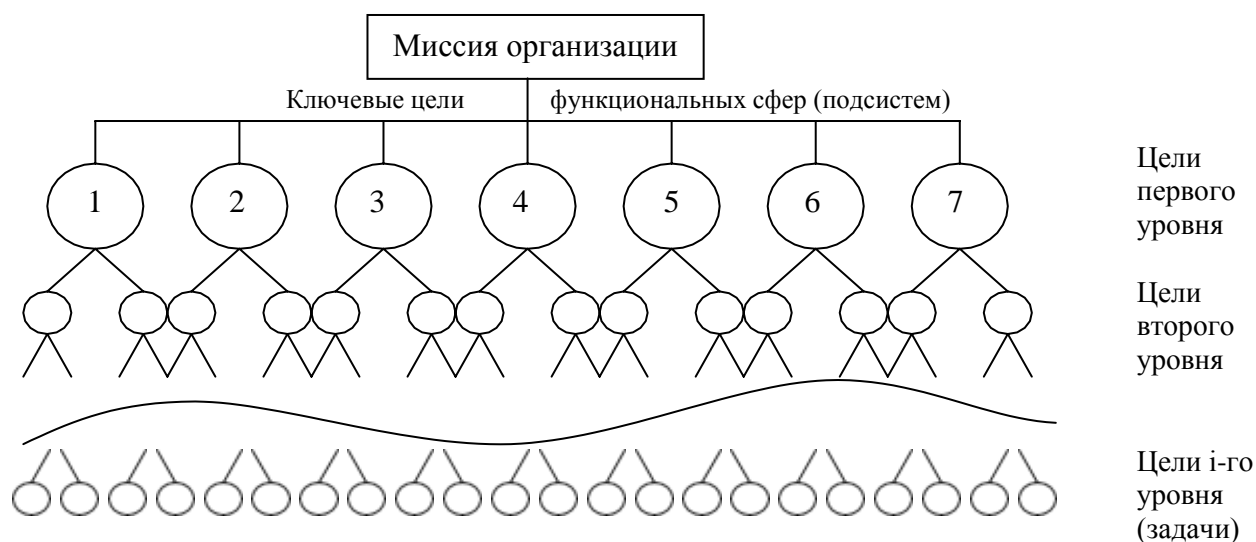 Миссия организации
Ключевые цели функциональных сфер (подсистем)
1 2 3 4 5 6 7
Цели
первого
уровня
Цели
второго
уровня
Цели i-го
уровня
(задачи)